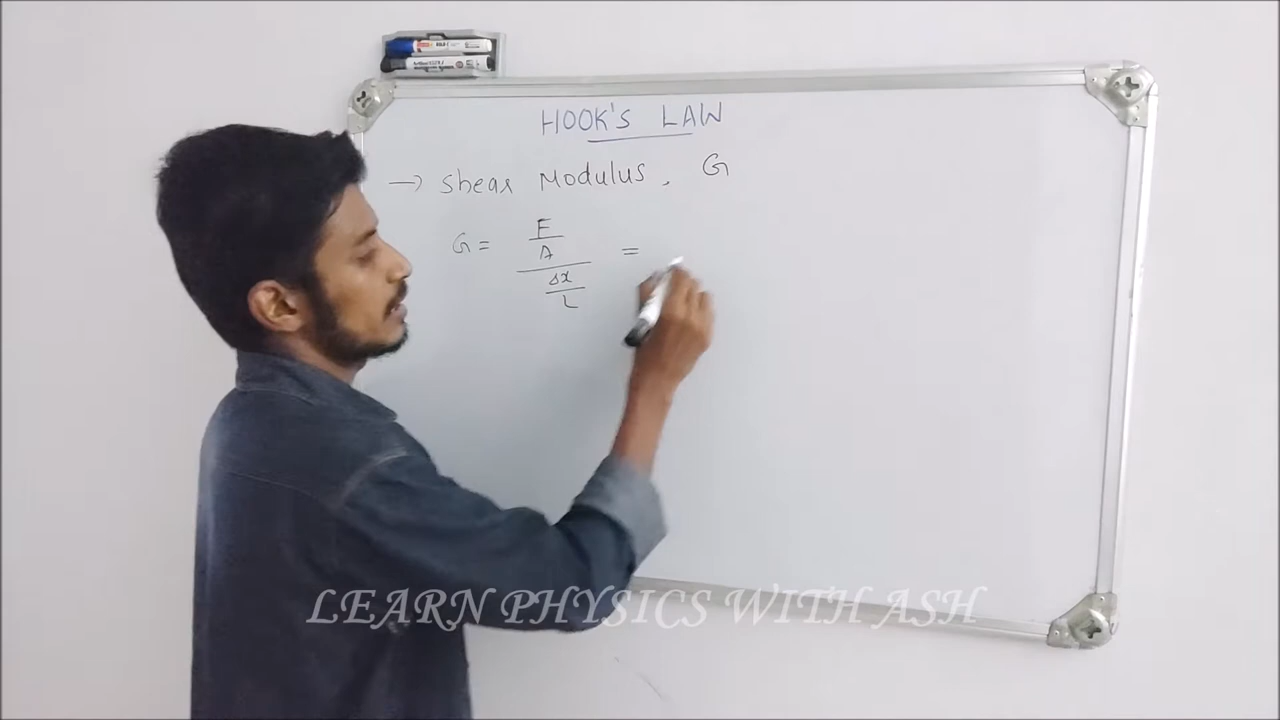 HOOK'S LAW
→ Shear Modulus, G
G = F/A / Δx/L =
LEARN PHYSICS WITH ASH